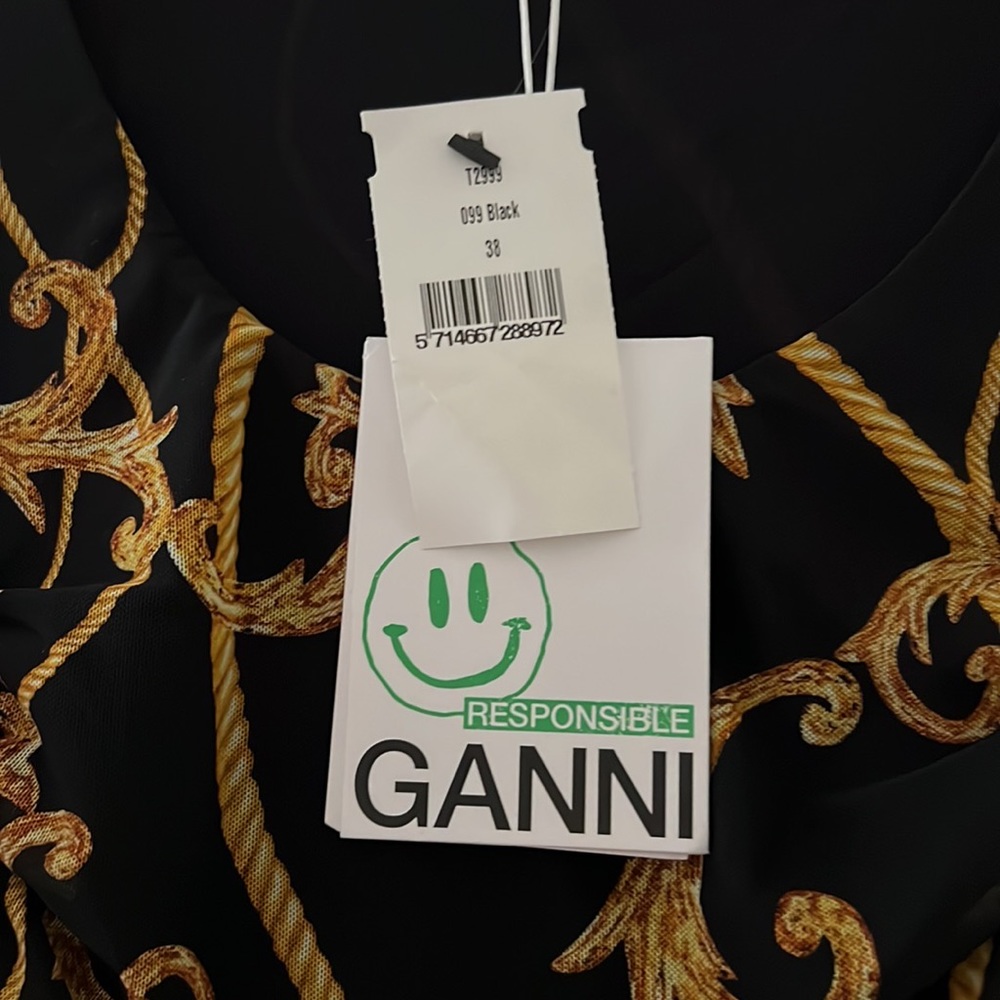 T2999
099 Black
38
5 714667 288972
RESPONSIBLE
GANNI